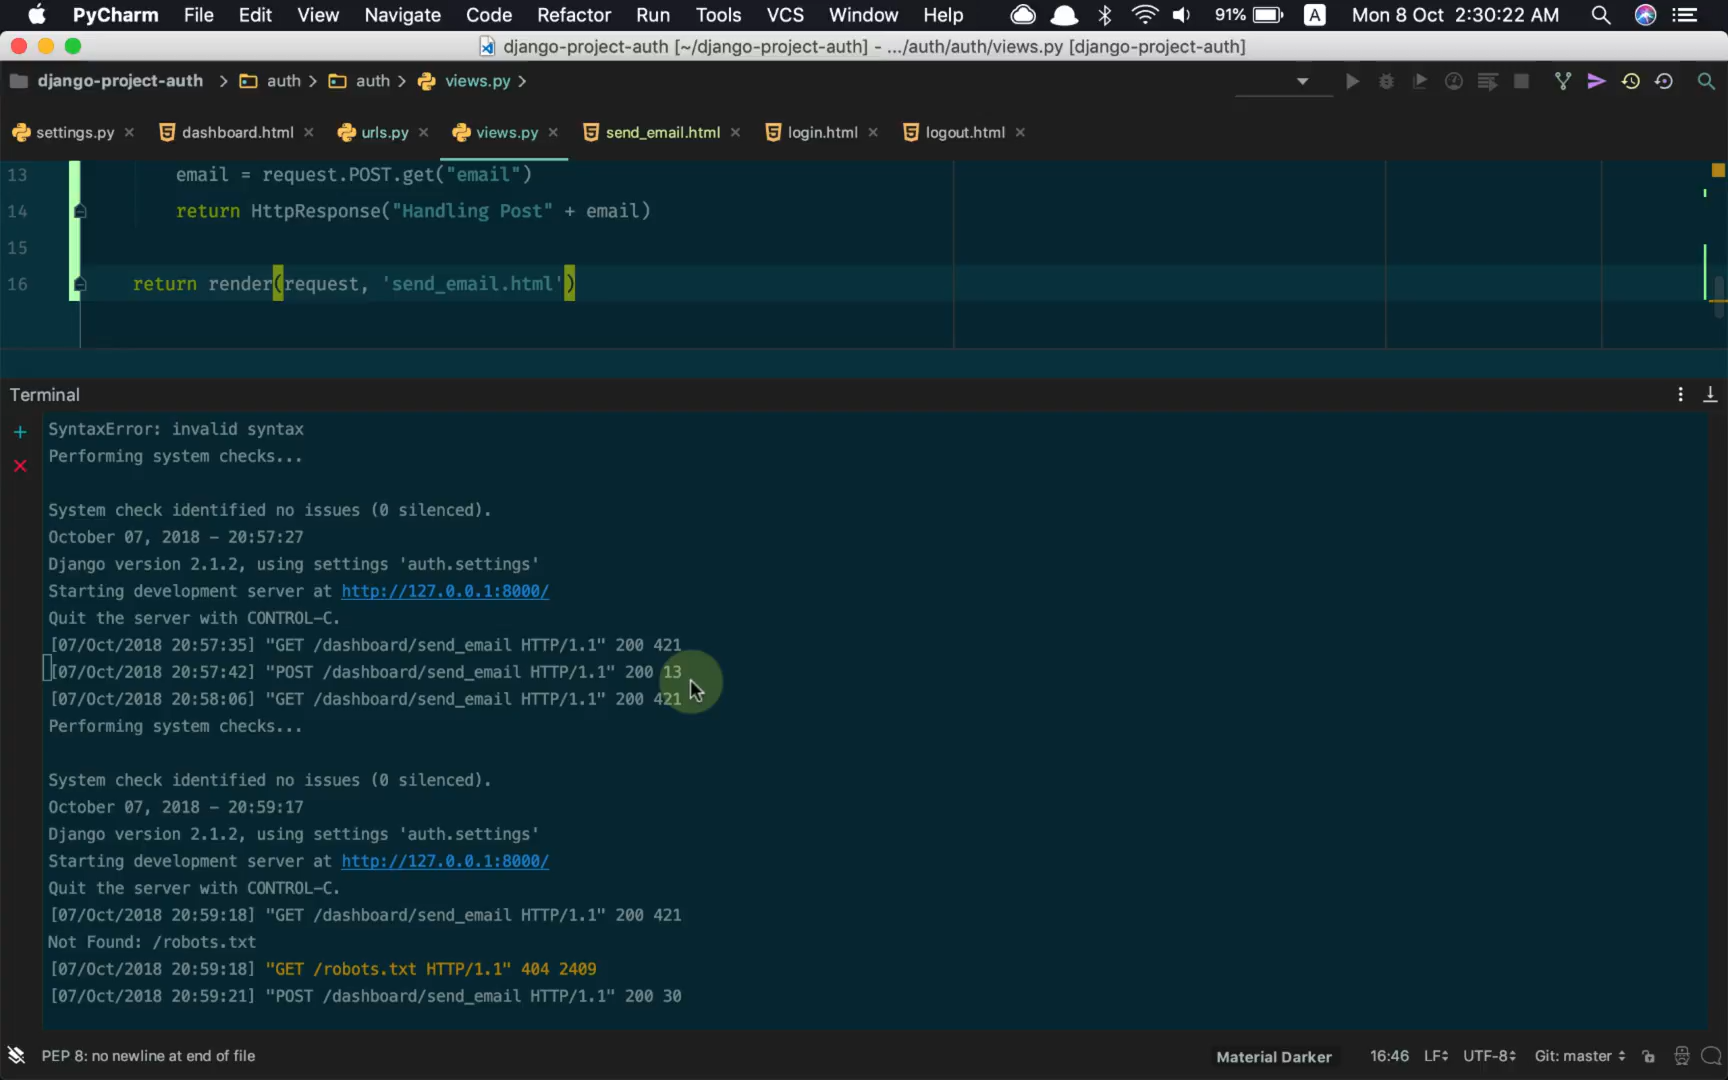 PyCharm File Edit View Navigate Code Refactor Run Tools VCS Window Help 91% A Mon 8 Oct 2:30:22 AM
django-project-auth [~/django-project-auth] - .../auth/auth/views.py [django-project-auth]
django-project-auth auth auth views.py
settings.py dashboard.html urls.py views.py send_email.html login.html logout.html
13 email = request.POST.get("email")
14 return HttpResponse("Handling Post" + email)
15
16 return render(request, 'send_email.html')
Terminal
SyntaxError: invalid syntax
Performing system checks...
System check identified no issues (0 silenced).
October 07, 2018 - 20:57:27
Django version 2.1.2, using settings 'auth.settings'
Starting development server at http://127.0.0.1:8000/
Quit the server with CONTROL-C.
[07/Oct/2018 20:57:35] "GET /dashboard/send_email HTTP/1.1" 200 421
[07/Oct/2018 20:57:42] "POST /dashboard/send_email HTTP/1.1" 200 13
[07/Oct/2018 20:58:06] "GET /dashboard/send_email HTTP/1.1" 200 421
Performing system checks...
System check identified no issues (0 silenced).
October 07, 2018 - 20:59:17
Django version 2.1.2, using settings 'auth.settings'
Starting development server at http://127.0.0.1:8000/
Quit the server with CONTROL-C.
[07/Oct/2018 20:59:18] "GET /dashboard/send_email HTTP/1.1" 200 421
Not Found: /robots.txt
[07/Oct/2018 20:59:18] "GET /robots.txt HTTP/1.1" 404 2409
[07/Oct/2018 20:59:21] "POST /dashboard/send_email HTTP/1.1" 200 30
PEP 8: no newline at end of file Material Darker 16:46 LF UTF-8 Git: master